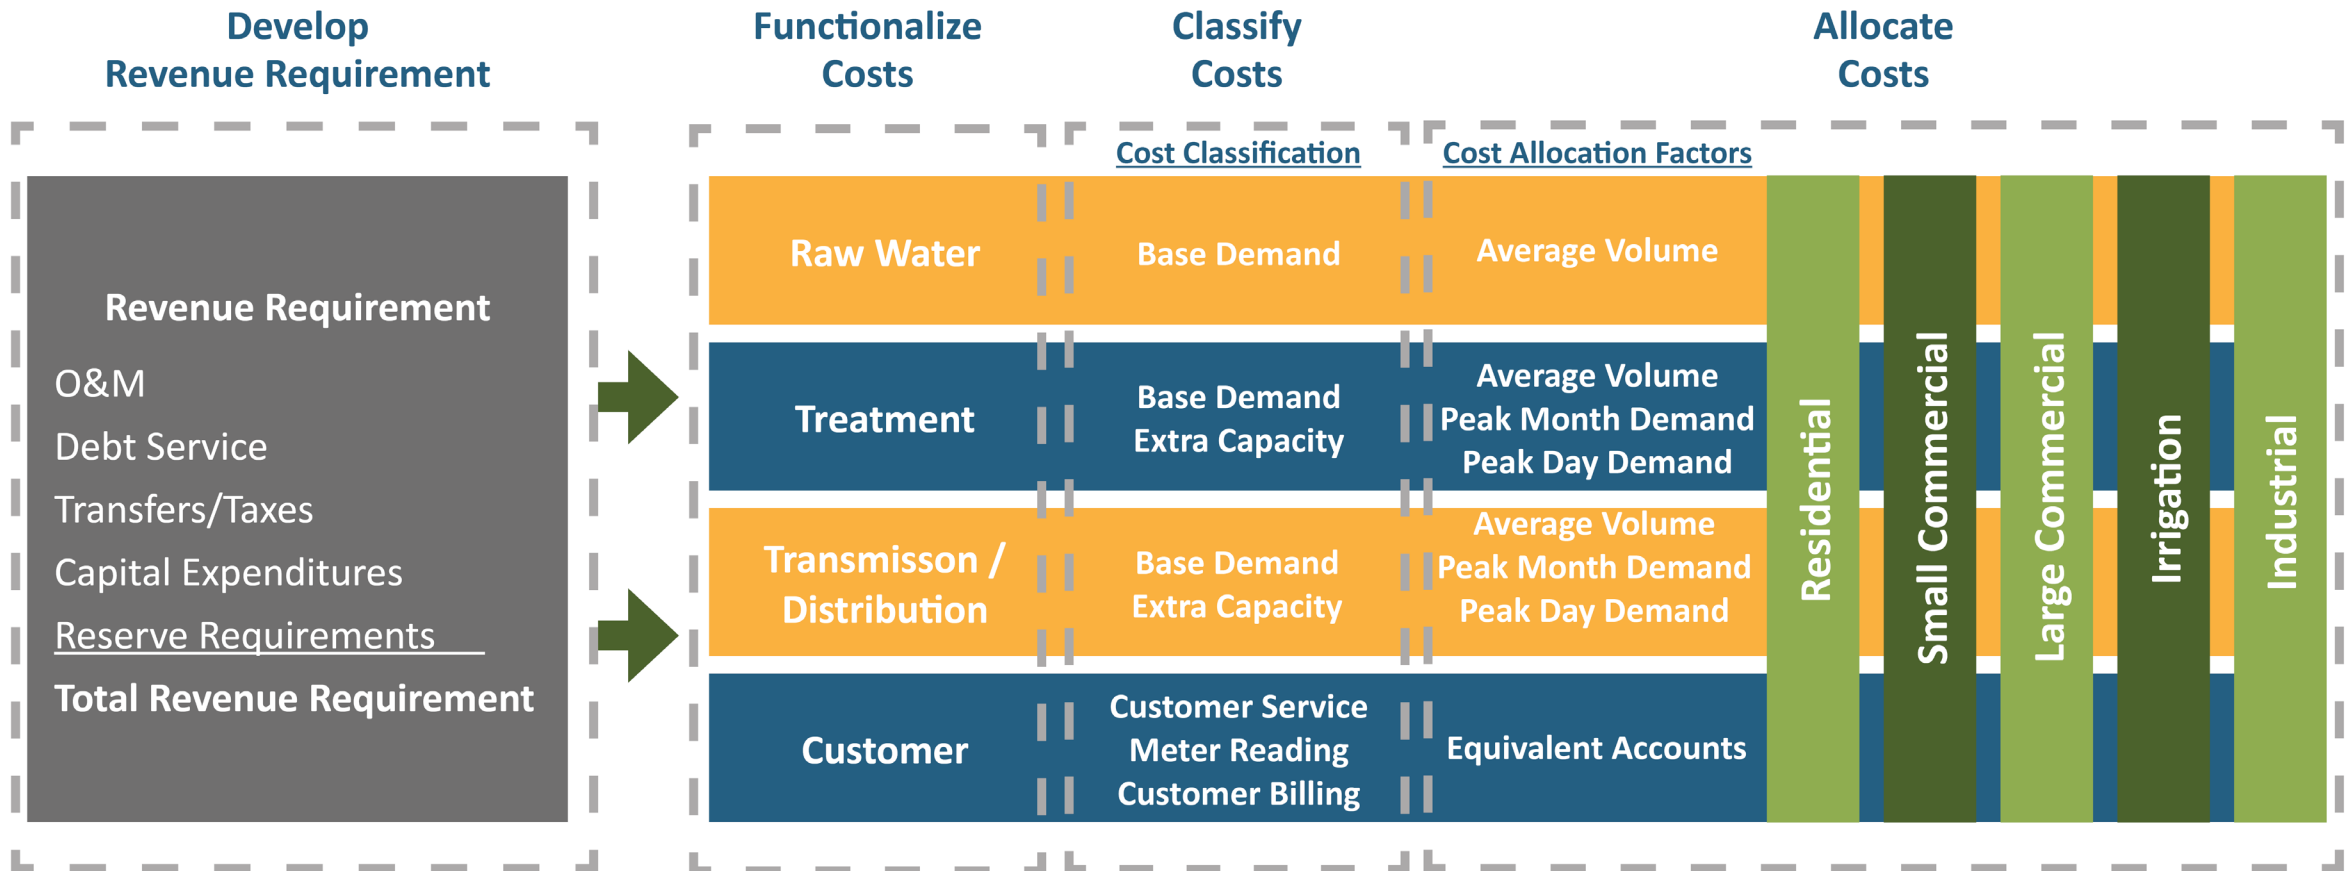 Develop
Revenue Requirement
Functionalize
Costs
Classify
Costs
Allocate
Costs
Revenue Requirement
O&M
Debt Service
Transfers/Taxes
Capital Expenditures
Reserve Requirements
Total Revenue Requirement
Cost Classification
Cost Allocation Factors
Raw Water
Base Demand
Average Volume
Treatment
Base Demand
Extra Capacity
Average Volume
Peak Month Demand
Peak Day Demand
Transmisson /
Distribution
Base Demand
Extra Capacity
Average Volume
Peak Month Demand
Peak Day Demand
Customer
Customer Service
Meter Reading
Customer Billing
Equivalent Accounts
Residential
Small Commercial
Large Commercial
Irrigation
Industrial